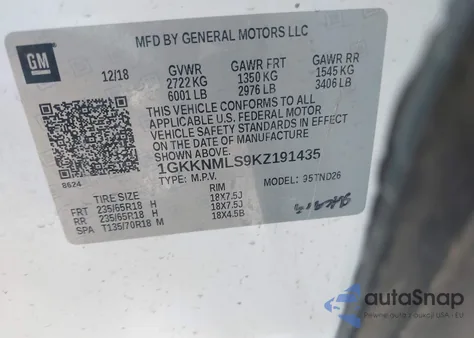 GM
MFD BY GENERAL MOTORS LLC
12/18
GVWR
2722 KG
6001 LB
GAWR FRT
1350 KG
2976 LB
GAWR RR
1545 KG
3406 LB
THIS VEHICLE CONFORMS TO ALL
APPLICABLE U.S. FEDERAL MOTOR
VEHICLE SAFETY STANDARDS IN EFFECT
ON THE DATE OF MANUFACTURE
SHOWN ABOVE.
1GKKNMLS9KZ191435
8624
TYPE: M.P.V.
MODEL: 95TND26
TIRE SIZE RIM
FRT 235/65R18 H 18X7.5J
RR 235/65R18 H 18X7.5J
SPA T135/70R18 M 18X4.5B
autoSnap